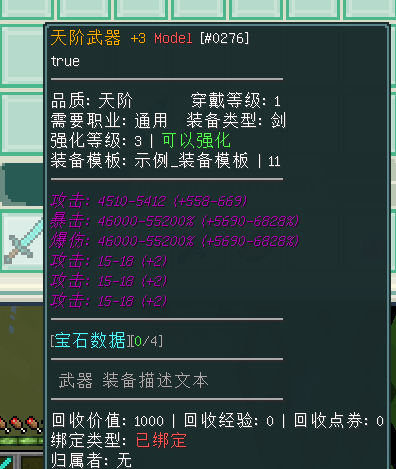 天阶武器 +3 Model [#0276]
true
品质: 天阶 穿戴等级: 1
需要职业: 通用 装备类型: 剑
强化等级: 3 | 可以强化
装备模板: 示例_装备模板 | 11
攻击: 4510-5412 (+558-669)
暴击: 46000-55200% (+5690-6828%)
爆伤: 46000-55200% (+5690-6828%)
攻击: 15-18 (+2)
攻击: 15-18 (+2)
攻击: 15-18 (+2)
[宝石数据][0/4]
武器 装备描述文本
回收价值: 1000 | 回收经验: 0 | 回收点券: 0
绑定类型: 已绑定
归属者: 无